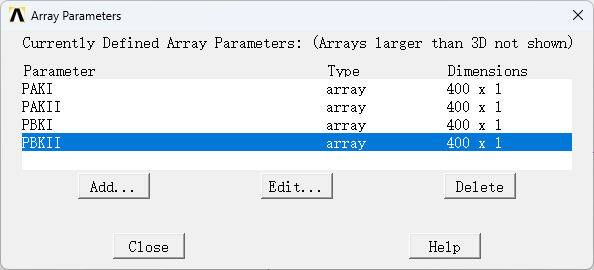 Array Parameters
Currently Defined Array Parameters: (Arrays larger than 3D not shown)
Parameter Type Dimensions
PAKI array 400 x 1
PAKII array 400 x 1
PBKI array 400 x 1
PBKII array 400 x 1
Add... Edit... Delete
Close Help